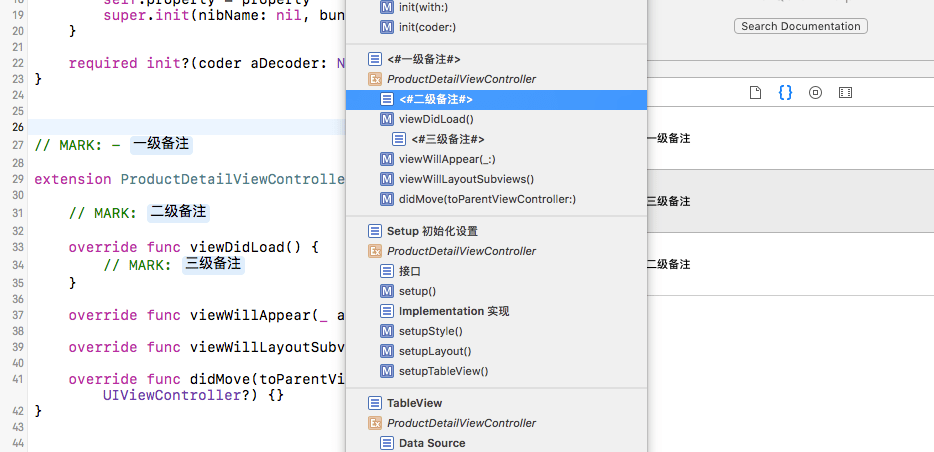 18 self.property = property
19 super.init(nibName: nil, bun
20 }
21
22 required init?(coder aDecoder: N
23 }
24
25
26
27 // MARK: - 一级备注
28
29 extension ProductDetailViewControlle
30
31 // MARK: 二级备注
32
33 override func viewDidLoad() {
34 // MARK: 三级备注
35 }
36
37 override func viewWillAppear(_ a
38
39 override func viewWillLayoutSubv
40
41 override func didMove(toParentVi
UIViewController?) {}
42 }
43
44
M init(with:)
M init(coder:)
<#一级备注#>
Ex ProductDetailViewController
<#二级备注#>
M viewDidLoad()
<#三级备注#>
M viewWillAppear(_:)
M viewWillLayoutSubviews()
M didMove(toParentViewController:)
Setup 初始化设置
Ex ProductDetailViewController
接口
M setup()
Implementation 实现
M setupStyle()
M setupLayout()
M setupTableView()
TableView
Ex ProductDetailViewController
Data Source
Search Documentation
{}
一级备注
三级备注
二级备注